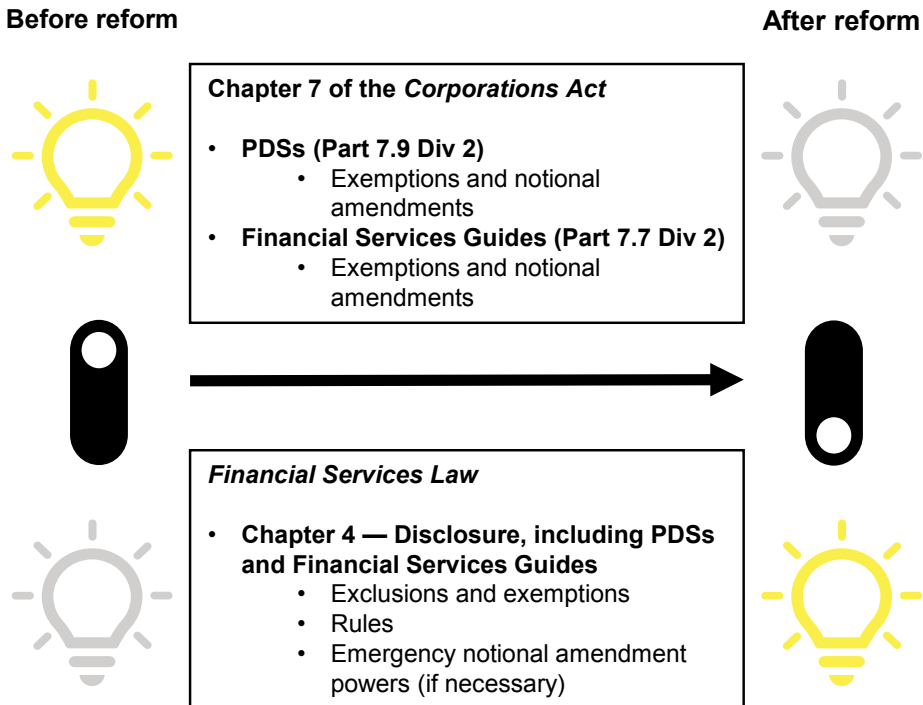 Before reform
After reform
Chapter 7 of the Corporations Act
• PDSs (Part 7.9 Div 2)
• Exemptions and notional
amendments
• Financial Services Guides (Part 7.7 Div 2)
• Exemptions and notional
amendments
Financial Services Law
• Chapter 4 — Disclosure, including PDSs
and Financial Services Guides
• Exclusions and exemptions
• Rules
• Emergency notional amendment
powers (if necessary)